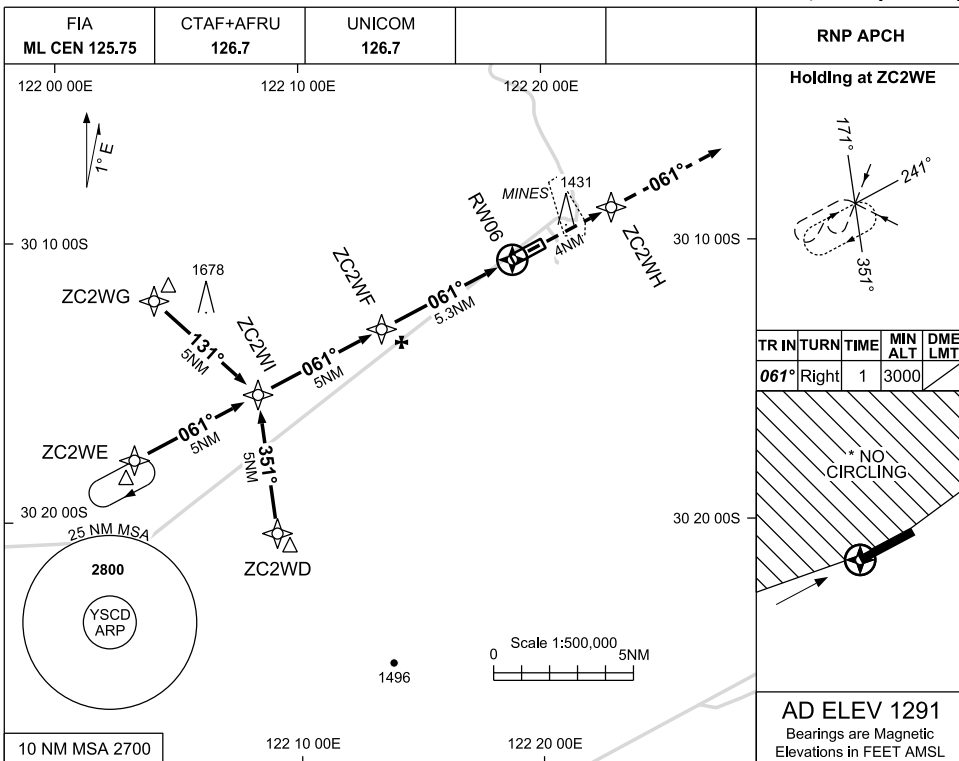 FIA
ML CEN 125.75
CTAF+AFRU
126.7
UNICOM
126.7
RNP APCH
122 00 00E
122 10 00E
122 20 00E
Holding at ZC2WE
171°
241°
351°
1° E
MINES
1431
061°
RW06
4NM
ZC2WH
30 10 00S
30 10 00S
ZC2WF
061°
5.3NM
1678
ZC2WG
131°
5NM
ZC2WI
061°
5NM
ZC2WE
061°
5NM
351°
5NM
ZC2WD
TR IN TURN TIME MIN ALT DME LMT
061° Right 1 3000
* NO
CIRCLING
30 20 00S
30 20 00S
25 NM MSA
2800
YSCD
ARP
Scale 1:500,000
0 5NM
1496
10 NM MSA 2700
122 10 00E
122 20 00E
AD ELEV 1291
Bearings are Magnetic
Elevations in FEET AMSL